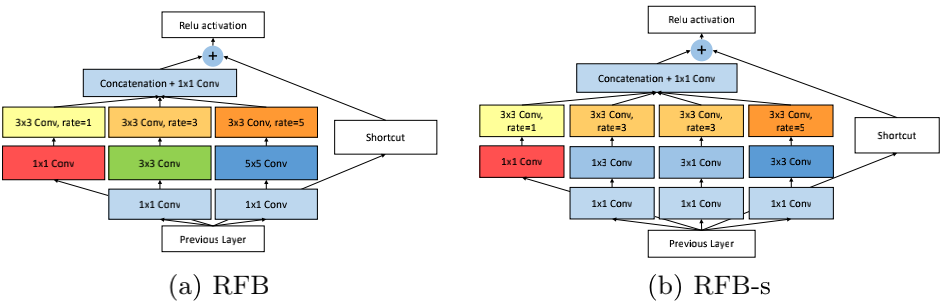 Relu activation
+
Concatenation + 1x1 Conv
3x3 Conv, rate=1
3x3 Conv, rate=3
3x3 Conv, rate=5
Shortcut
1x1 Conv
3x3 Conv
5x5 Conv
1x1 Conv
1x1 Conv
Previous Layer
(a) RFB
Relu activation
+
Concatenation + 1x1 Conv
3x3 Conv,
rate=1
3x3 Conv,
rate=3
3x3 Conv,
rate=3
3x3 Conv,
rate=5
Shortcut
1x1 Conv
1x3 Conv
3x1 Conv
3x3 Conv
1x1 Conv
1x1 Conv
1x1 Conv
Previous Layer
(b) RFB-s